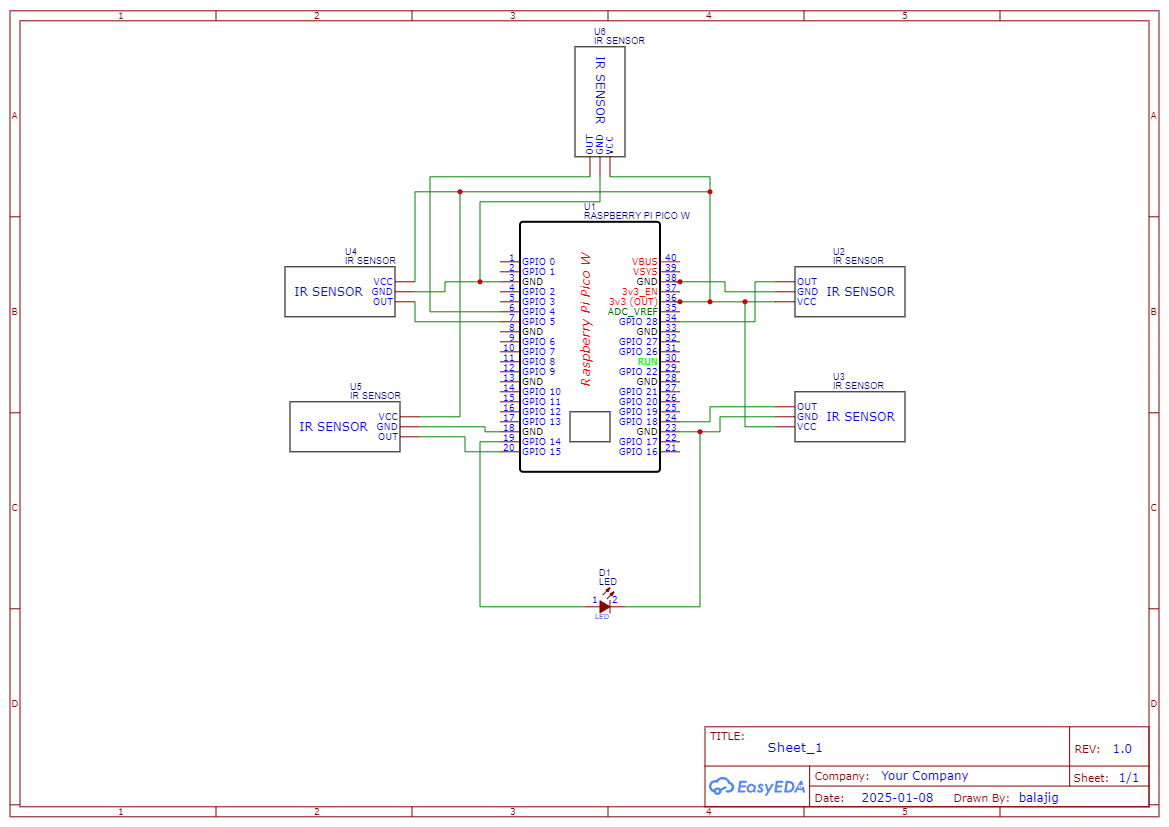 1 2 3 4 5
A A
B B
C C
D D
1 2 3 4 5
U6
IR SENSOR
IR SENSOR
OUT
GND
VCC
U1
RASPBERRY PI PICO W
Raspberry Pi Pico W
1 GPIO 0
2 GPIO 1
3 GND
4 GPIO 2
5 GPIO 3
6 GPIO 4
7 GPIO 5
8 GND
9 GPIO 6
10 GPIO 7
11 GPIO 8
12 GPIO 9
13 GND
14 GPIO 10
15 GPIO 11
16 GPIO 12
17 GPIO 13
18 GND
19 GPIO 14
20 GPIO 15
VBUS 40
VSYS 39
GND 38
3v3_EN 37
3v3 (OUT) 36
ADC_VREF 35
GPIO 28 34
GND 33
GPIO 27 32
GPIO 26 31
RUN 30
GPIO 22 29
GND 28
GPIO 21 27
GPIO 20 26
GPIO 19 25
GPIO 18 24
GND 23
GPIO 17 22
GPIO 16 21
U4
IR SENSOR
IR SENSOR
VCC
GND
OUT
U2
IR SENSOR
OUT
GND
VCC
IR SENSOR
U5
IR SENSOR
IR SENSOR
VCC
GND
OUT
U3
IR SENSOR
OUT
GND
VCC
IR SENSOR
D1
LED
1 2
LED
TITLE:
Sheet_1
REV: 1.0
EasyEDA
Company: Your Company
Sheet: 1/1
Date: 2025-01-08 Drawn By: balajig